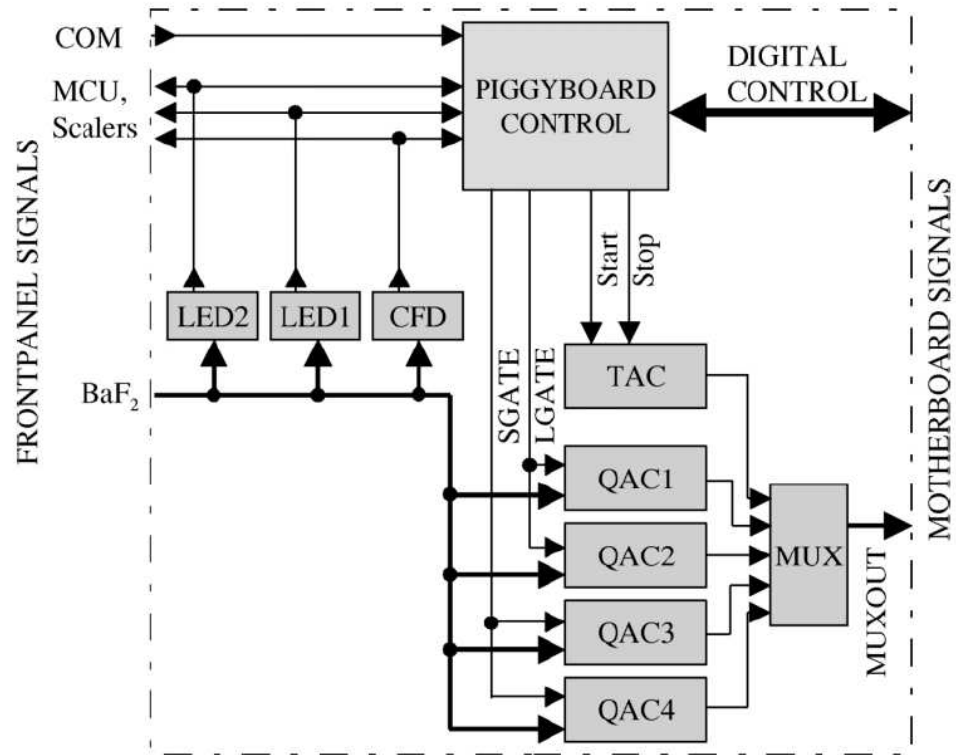 COM
MCU,
Scalers
PIGGYBOARD
CONTROL
DIGITAL
CONTROL
FRONTPANEL SIGNALS
MOTHERBOARD SIGNALS
Start
Stop
LED2
LED1
CFD
BaF₂
SGATE
LGATE
TAC
QAC1
QAC2
QAC3
QAC4
MUX
MUXOUT